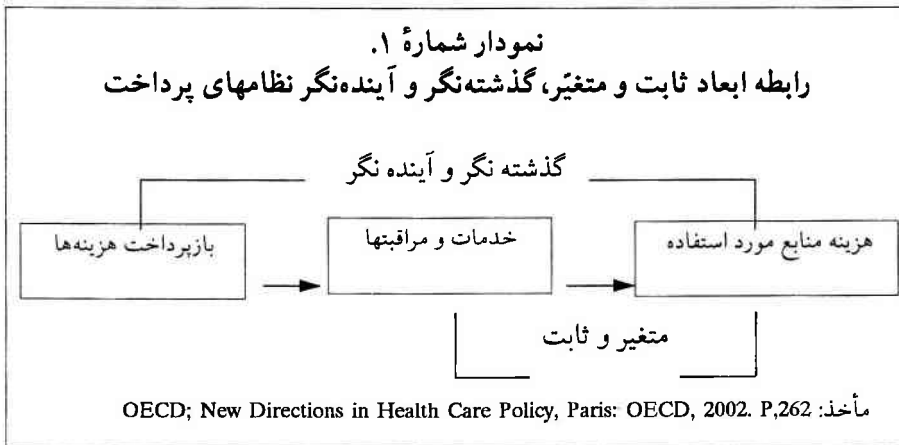 نمودار شمارهٔ ۱.
رابطه ابعاد ثابت و متغیّر، گذشته‌نگر و آینده‌نگر نظامهای پرداخت
گذشته نگر و آینده نگر
هزینه منابع مورد استفاده
خدمات و مراقبتها
بازپرداخت هزینه‌ها
متغیر و ثابت
مأخذ: OECD; New Directions in Health Care Policy, Paris: OECD, 2002. P,262